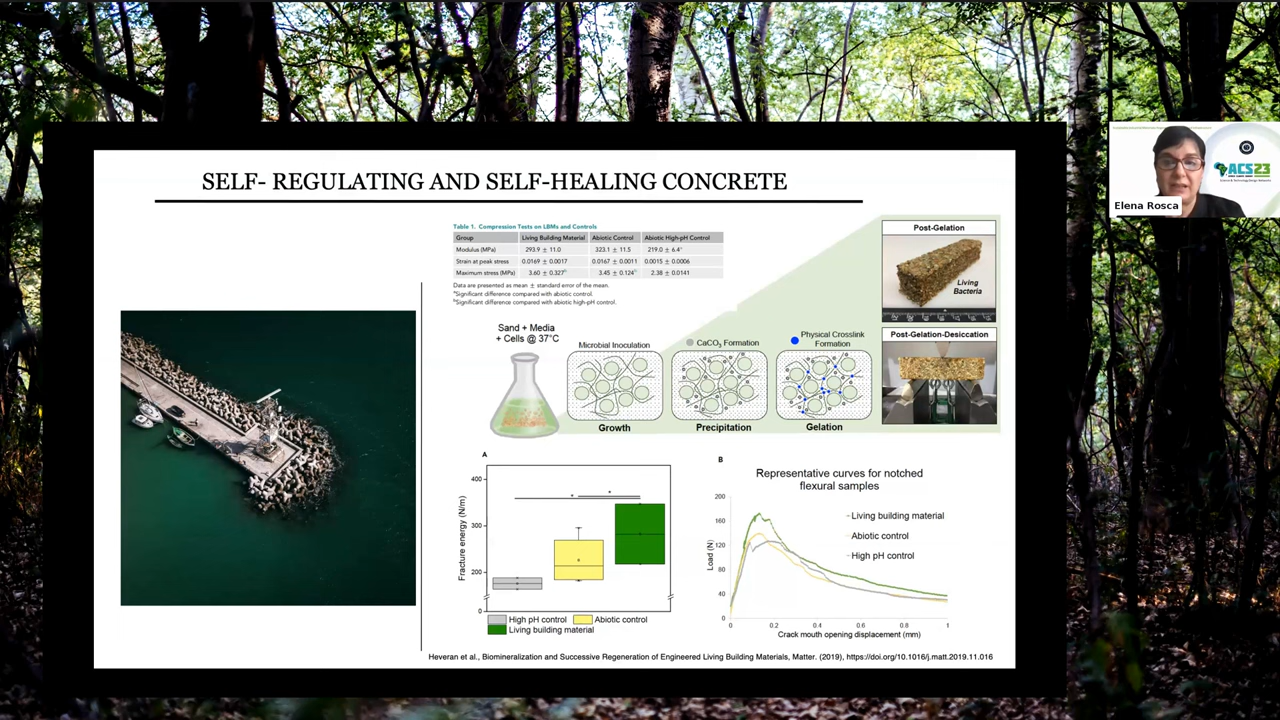 SELF- REGULATING AND SELF-HEALING CONCRETE
Table 1. Compression Tests on LBMs and Controls
Group Living Building Material Abiotic Control Abiotic High-pH Control
Modulus (MPa) 293.9 ± 11.0 323.1 ± 11.5 219.0 ± 6.4ᵃ
Strain at peak stress 0.0169 ± 0.0017 0.0167 ± 0.0011 0.0015 ± 0.0006
Maximum stress (MPa) 3.60 ± 0.327ᵇ 3.45 ± 0.124ᵇ 2.38 ± 0.0141
Data are presented as mean ± standard error of the mean.
ᵃSignificant difference compared with abiotic control.
ᵇSignificant difference compared with abiotic high-pH control.
Sand + Media
+ Cells @ 37°C
Microbial Inoculation
Growth
CaCO₃ Formation
Precipitation
Physical Crosslink
Formation
Gelation
Post-Gelation
Living
Bacteria
Post-Gelation-Desiccation
A
Fracture energy (N/m)
400
300
200
0
* *
High pH control Abiotic control
Living building material
B
Representative curves for notched
flexural samples
Load (N)
200
160
120
80
40
0
0 0.2 0.4 0.6 0.8 1
Crack mouth opening displacement (mm)
Living building material
Abiotic control
High pH control
Heveran et al., Biomineralization and Successive Regeneration of Engineered Living Building Materials, Matter. (2019), https://doi.org/10.1016/j.matt.2019.11.016
ACS23
Elena Rosca